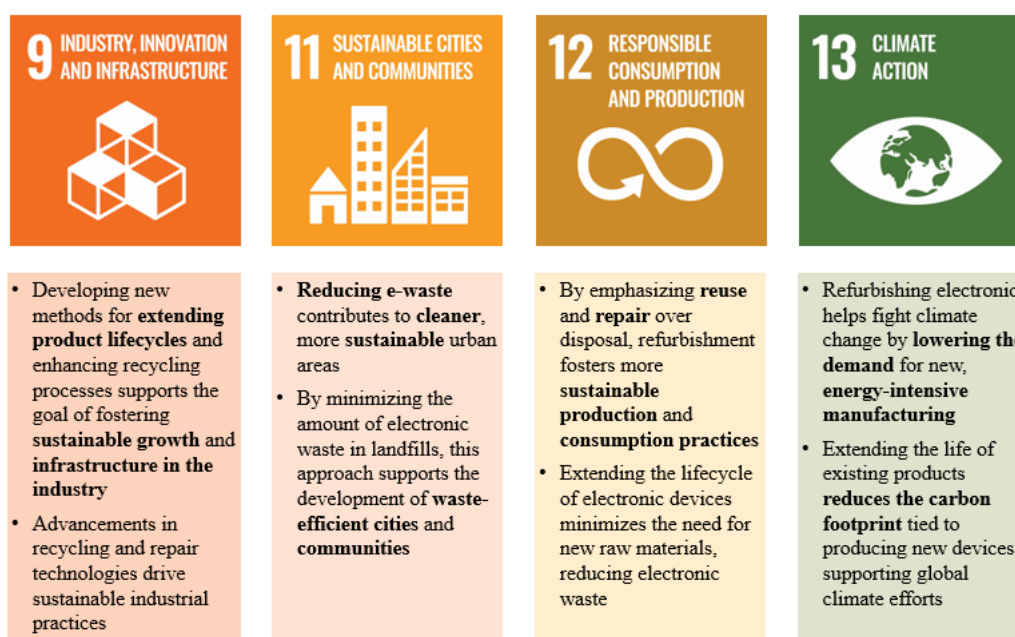 9 INDUSTRY, INNOVATION
AND INFRASTRUCTURE
11 SUSTAINABLE CITIES
AND COMMUNITIES
12 RESPONSIBLE
CONSUMPTION
AND PRODUCTION
13 CLIMATE
ACTION
• Developing new
methods for extending
product lifecycles and
enhancing recycling
processes supports the
goal of fostering
sustainable growth and
infrastructure in the
industry
• Advancements in
recycling and repair
technologies drive
sustainable industrial
practices
• Reducing e-waste
contributes to cleaner,
more sustainable urban
areas
• By minimizing the
amount of electronic
waste in landfills, this
approach supports the
development of waste-
efficient cities and
communities
• By emphasizing reuse
and repair over
disposal, refurbishment
fosters more
sustainable
production and
consumption practices
• Extending the lifecycle
of electronic devices
minimizes the need for
new raw materials,
reducing electronic
waste
• Refurbishing electronic
helps fight climate
change by lowering the
demand for new,
energy-intensive
manufacturing
• Extending the life of
existing products
reduces the carbon
footprint tied to
producing new devices
supporting global
climate efforts